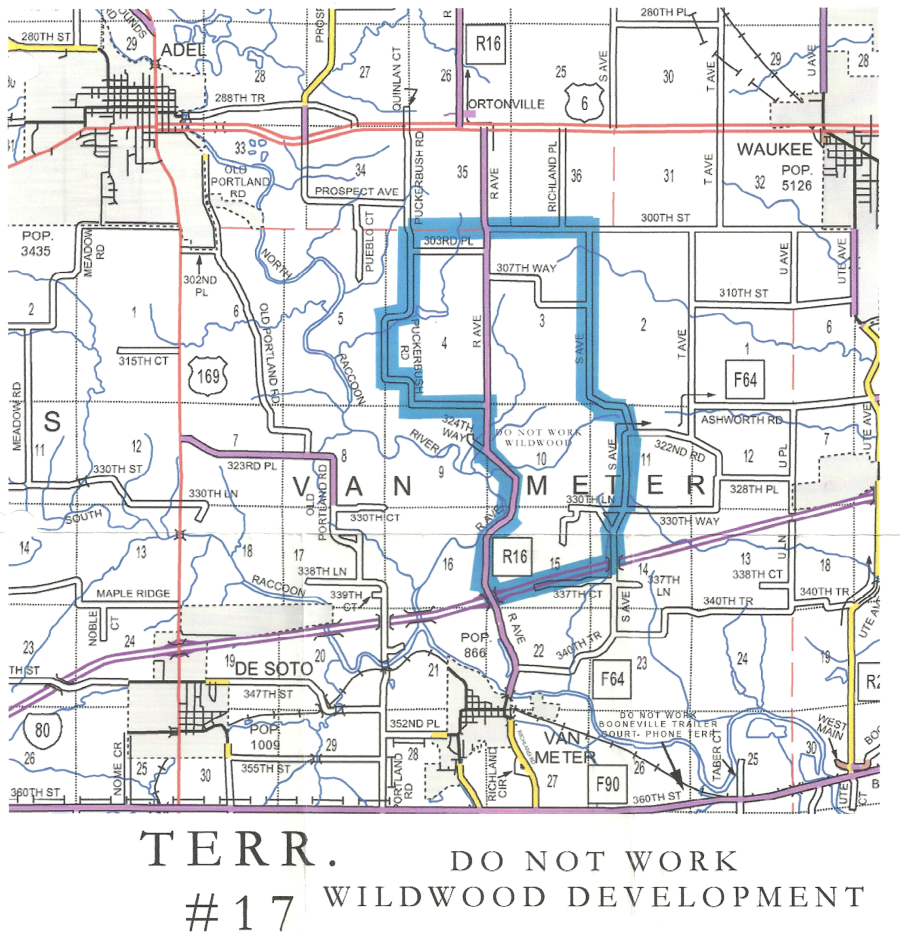 280TH ST
29
ADEL
28
27
QUINLAN CT
R
26
R16
25
S AVE
280TH PL
30
T AVE
29
U AVE
28
288TH TR
ORTONVILLE
6
33
34
OLD
PORTLAND
RD
PROSPECT AVE
PUCKERBUSH RD
35
R AVE
RICHLAND PL
36
31
T AVE
32
WAUKEE
POP.
5126
300TH ST
POP.
3435
MEADOW
RD
302ND
PL
NORTH
PUEBLO CT
303RD PL
307TH WAY
U AVE
UTE AVE
310TH ST
2
1
6
OLD PORTLAND RD
5
RACCOON
PUCKERBUSH
RD
4
R AVE
3
S AVE
2
T AVE
1
6
315TH CT
169
F64
MEADOW RD
S
11
12
7
323RD PL
8
324TH
WAY
RIVER
9
DO NOT WORK
WILDWOOD
10
S AVE
11
322ND RD
ASHWORTH RD
12
U PL
7
UTE AVE
330TH ST
330TH LN
OLD
PORTLAND RD
VAN METER
328TH PL
SOUTH
330TH CT
R AVE
330TH LN
330TH WAY
14
13
18
17
16
R16
15
14
13
U LN
18
338TH LN
RACCOON
339TH
CT
337TH CT
337TH
LN
338TH CT
MAPLE RIDGE
NOBLE
CT
S AVE
340TH TR
340TH TR
UTE AVE
23
24
19
20
21
POP.
866
R AVE
22
340TH TR
23
24
19
TH ST
DE SOTO
F64
R2
347TH ST
80
POP.
1009
352ND PL
DO NOT WORK
BOONEVILLE TRAILER
COURT. PHONE TERR
WEST
MAIN
26
NOME CR
25
30
29
355TH ST
28
PORTLAND
RD
VAN
METER
RICHLAND
CIR
27
F90
26
TABER CT
25
30
360TH ST
360TH ST
UTE
CT
TERR.
#17
DO NOT WORK
WILDWOOD DEVELOPMENT